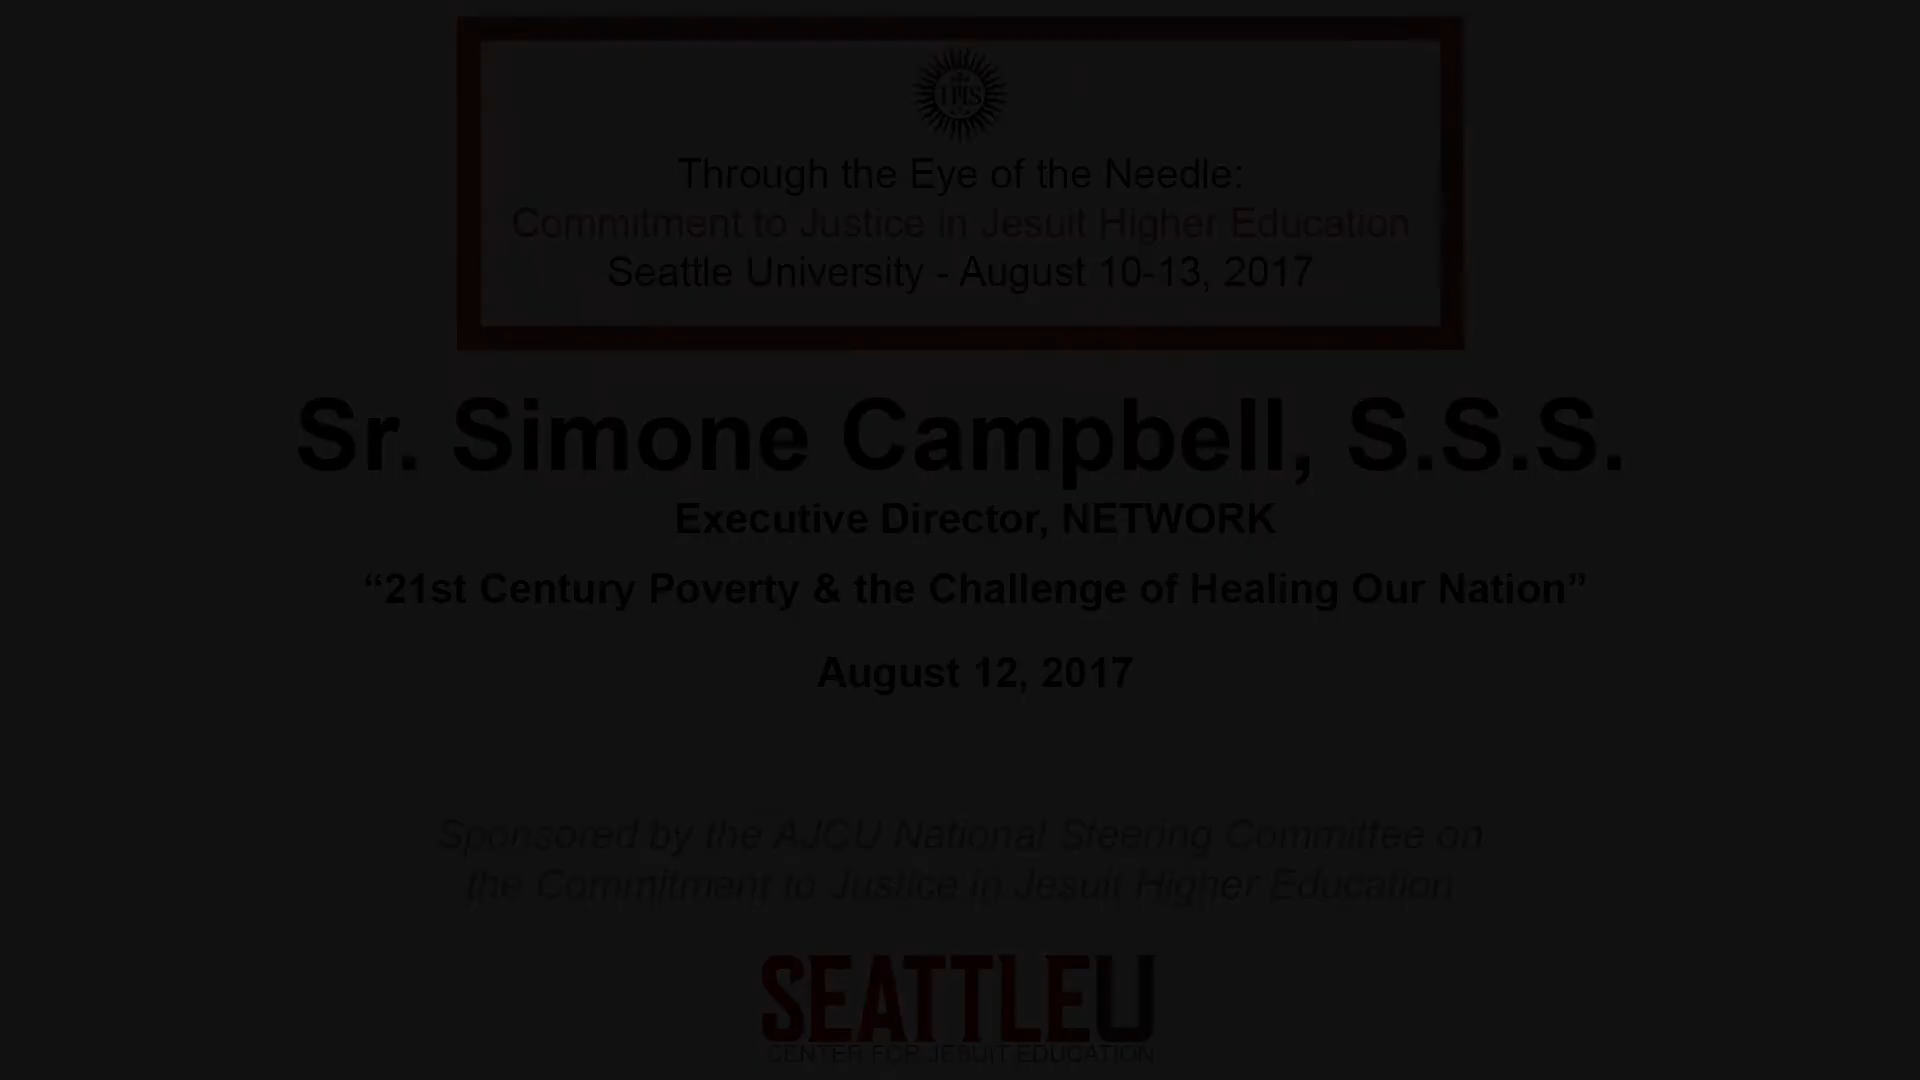 IHS
Through the Eye of the Needle:
Commitment to Justice in Jesuit Higher Education
Seattle University - August 10-13, 2017
Sr. Simone Campbell, S.S.S.
Executive Director, NETWORK
“21st Century Poverty & the Challenge of Healing Our Nation”
August 12, 2017
Sponsored by the AJCU National Steering Committee on
the Commitment to Justice in Jesuit Higher Education
SEATTLEU
CENTER FOR JESUIT EDUCATION